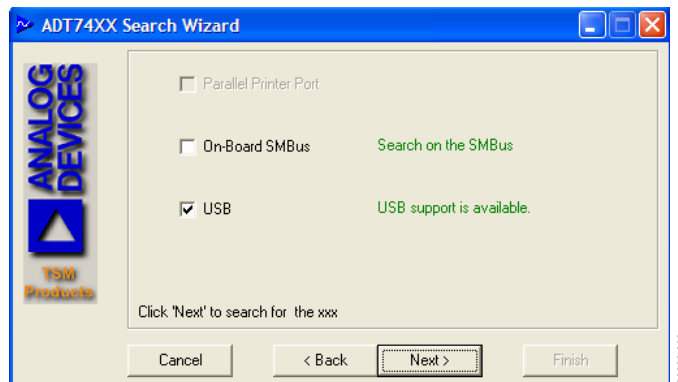 ADT74XX Search Wizard
ANALOG
DEVICES
TSM
Products
Parallel Printer Port
On-Board SMBus
Search on the SMBus
USB
USB support is available.
Click 'Next' to search for the xxx
Cancel
< Back
Next >
Finish